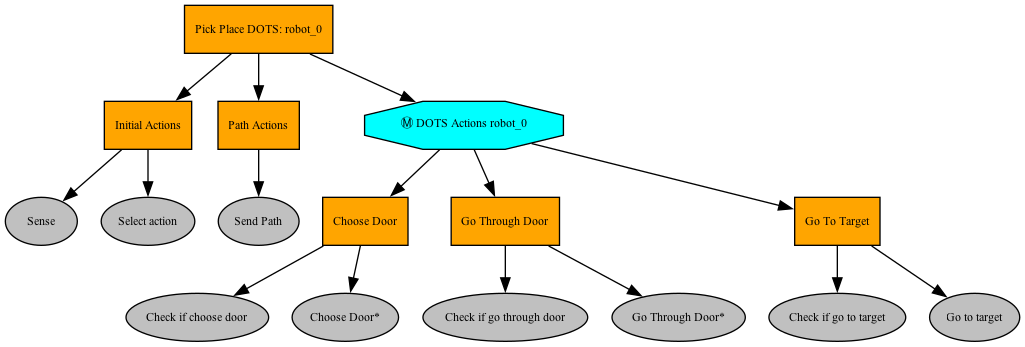 Pick Place DOTS: robot_0
Initial Actions
Path Actions
Ⓜ DOTS Actions robot_0
Sense
Select action
Send Path
Choose Door
Go Through Door
Go To Target
Check if choose door
Choose Door*
Check if go through door
Go Through Door*
Check if go to target
Go to target